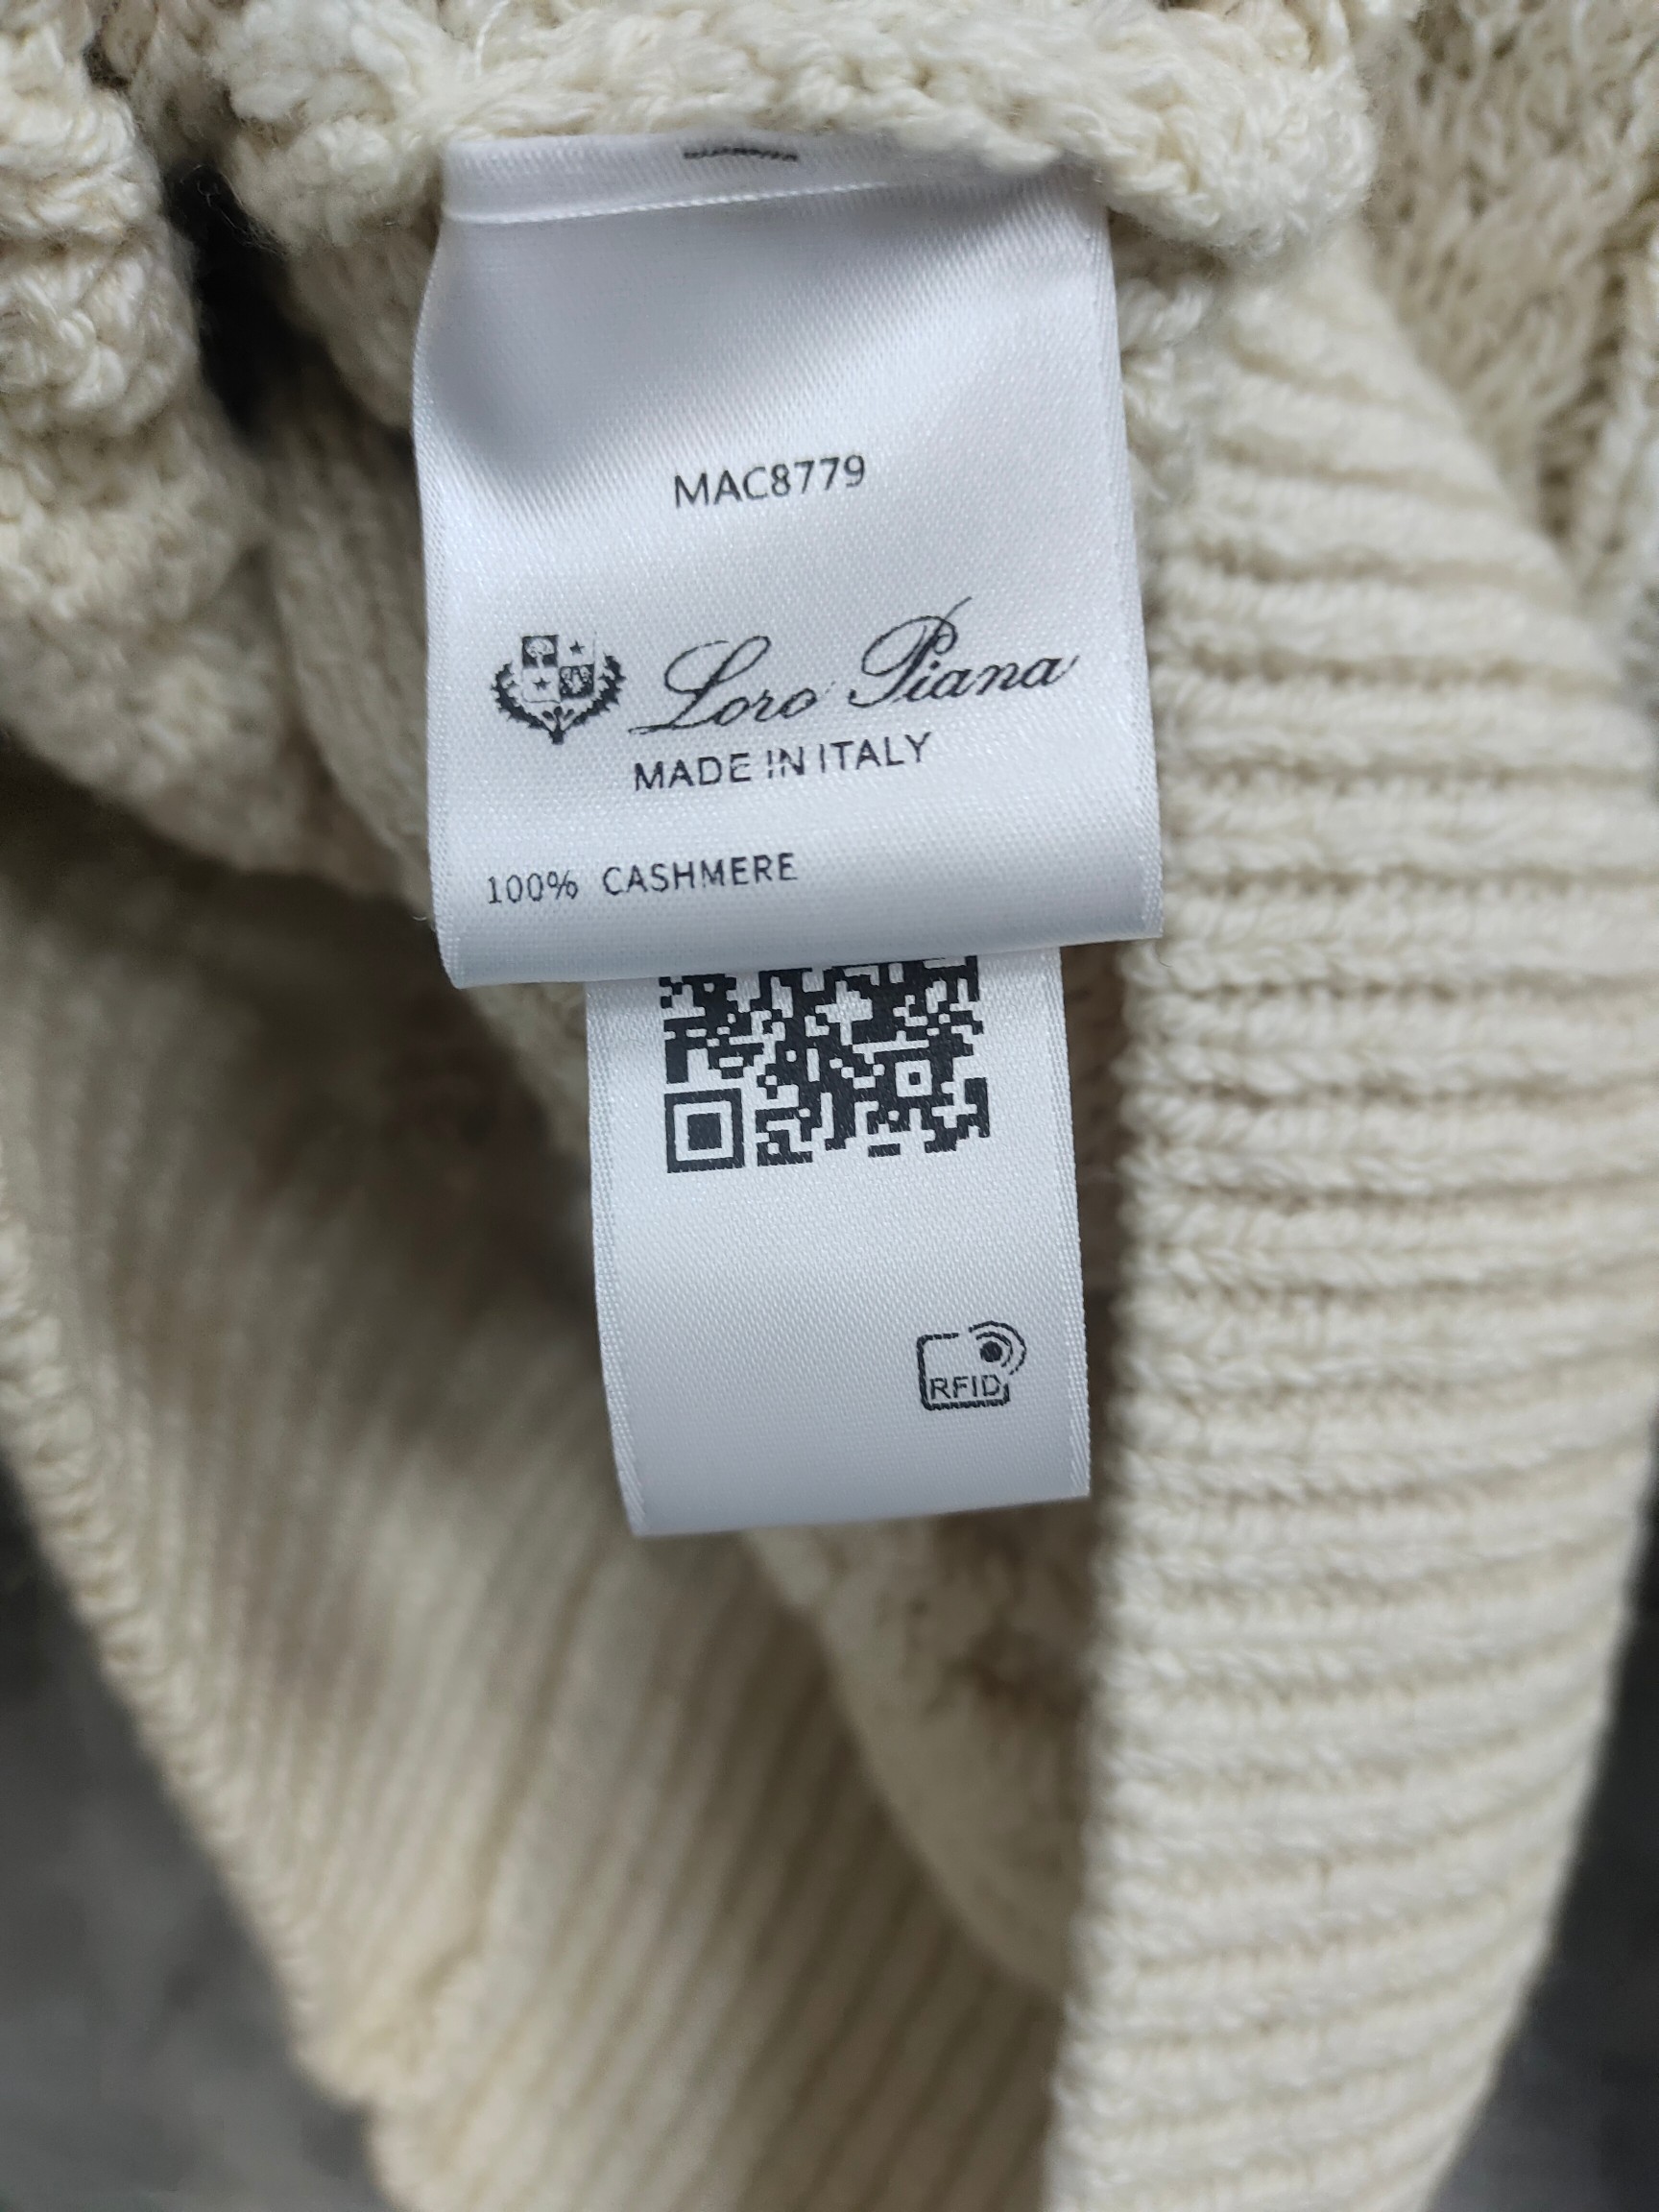 MAC8779
Loro Piana
MADE IN ITALY
100% CASHMERE
RFID